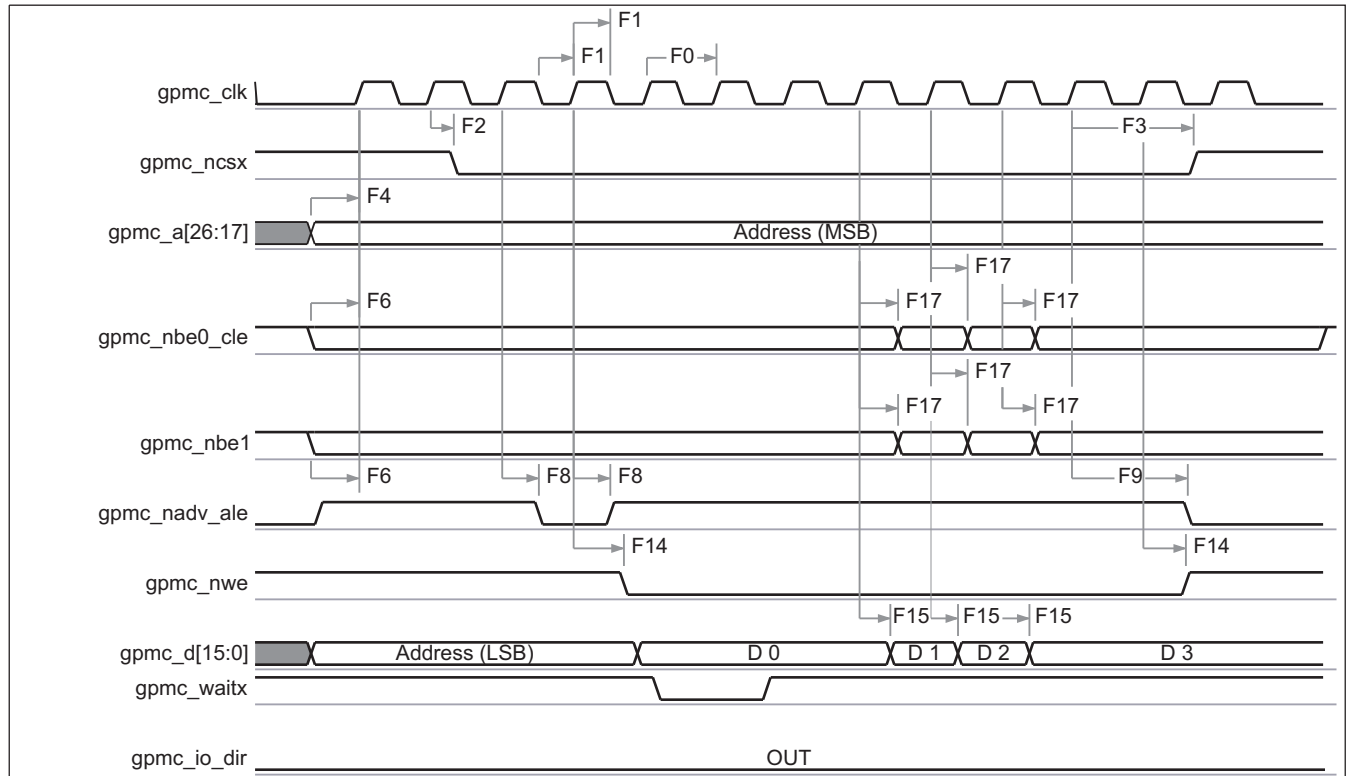 F1
F1 F0
gpmc_clk
F2 F3
gpmc_ncsx
F4
gpmc_a[26:17] Address (MSB)
F17
F6 F17 F17
gpmc_nbe0_cle
F17
F17 F17
gpmc_nbe1
F6 F8 F8 F9
gpmc_nadv_ale
F14 F14
gpmc_nwe
F15 F15 F15
gpmc_d[15:0] Address (LSB) D 0 D 1 D 2 D 3
gpmc_waitx
gpmc_io_dir OUT